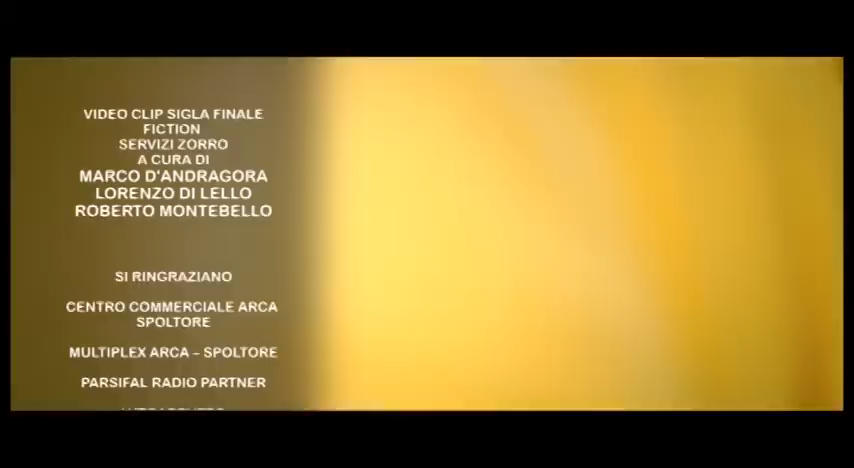 VIDEO CLIP SIGLA FINALE
FICTION
SERVIZI ZORRO
A CURA DI
MARCO D'ANDRAGORA
LORENZO DI LELLO
ROBERTO MONTEBELLO
SI RINGRAZIANO
CENTRO COMMERCIALE ARCA
SPOLTORE
MULTIPLEX ARCA – SPOLTORE
PARSIFAL RADIO PARTNER